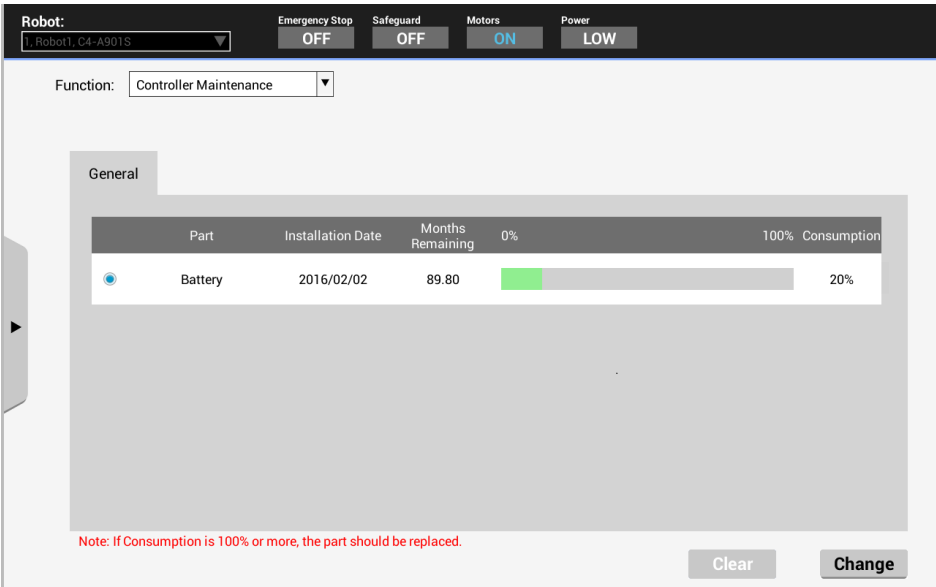 Robot:
1, Robot1, C4-A901S
Emergency Stop
OFF
Safeguard
OFF
Motors
ON
Power
LOW
Function:
Controller Maintenance
General
Part
Installation Date
Months
Remaining
0%
100%
Consumption
Battery
2016/02/02
89.80
20%
Note: If Consumption is 100% or more, the part should be replaced.
Clear
Change